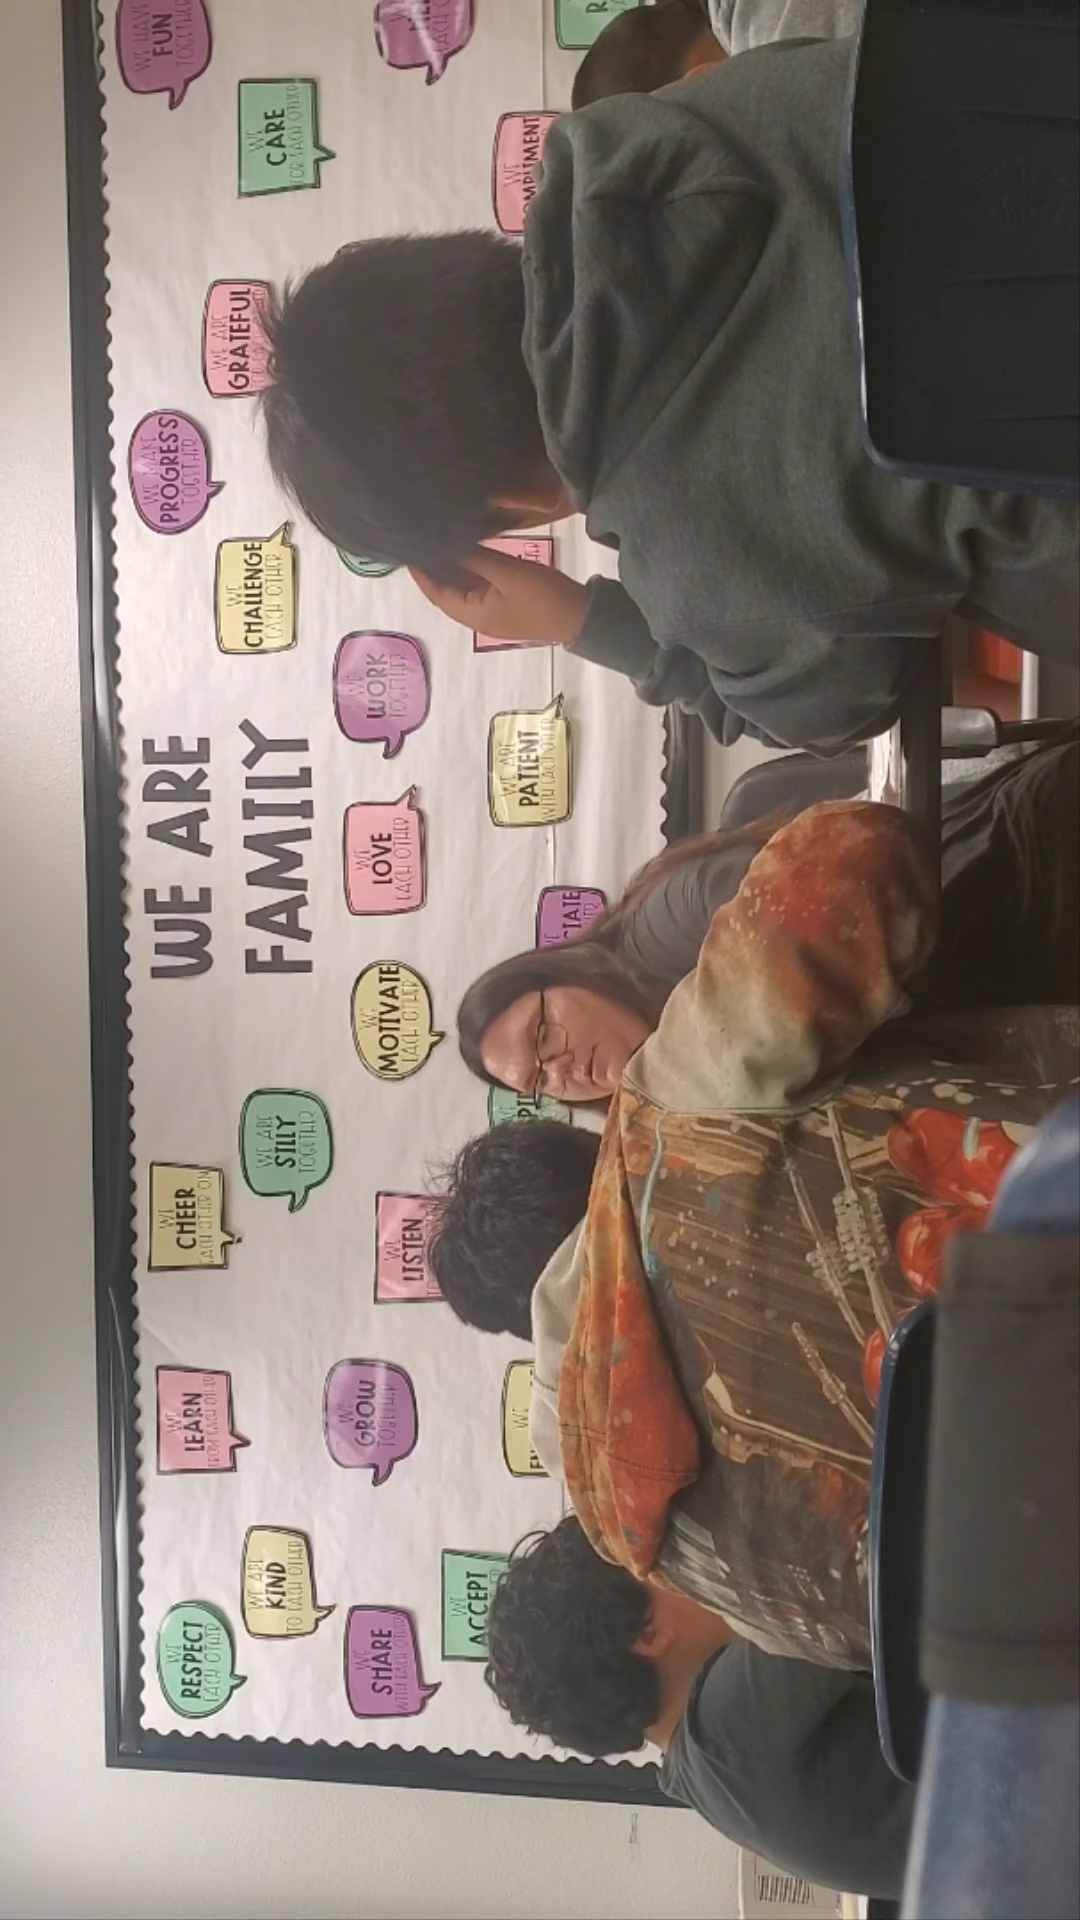 WE ARE
FAMILY
WE
RESPECT
EACH OTHER
WE ARE
KIND
TO EACH OTHER
WE
SHARE
WITH EACH OTHER
WE
ACCEPT
WE
LEARN
FROM EACH OTHER
WE
GROW
TOGETHER
WE
WE
CHEER
EACH OTHER ON
WE
LISTEN
WE ARE
SILLY
TOGETHER
WE
MOTIVATE
EACH OTHER
WE
LOVE
EACH OTHER
WE ARE
PATIENT
WITH EACH OTHER
WE
WORK
TOGETHER
WE
CHALLENGE
EACH OTHER
WE MAKE
PROGRESS
TOGETHER
WE ARE
GRATEFUL
WE
COMPLIMENT
WE
CARE
FOR EACH OTHER
WE HAVE
FUN
TOGETHER
EACH OTHER